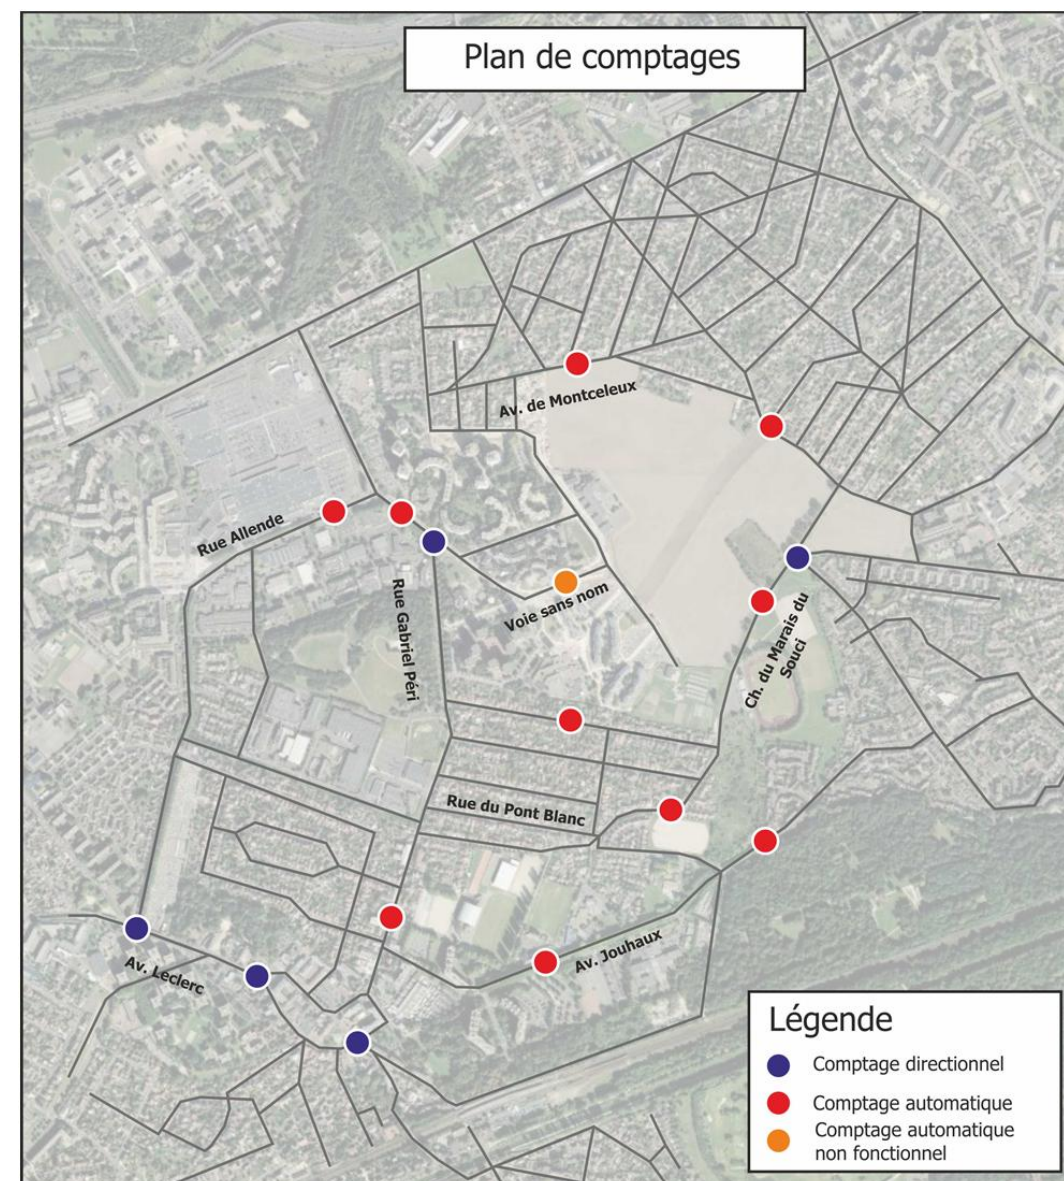 Plan de comptages
Av. de Montceleux
Rue Allende
Rue Gabriel Péri
Voie sans nom
Ch. du Marais du
Souci
Rue du Pont Blanc
Av. Jouhaux
Av. Leclerc
Légende
Comptage directionnel
Comptage automatique
Comptage automatique
non fonctionnel